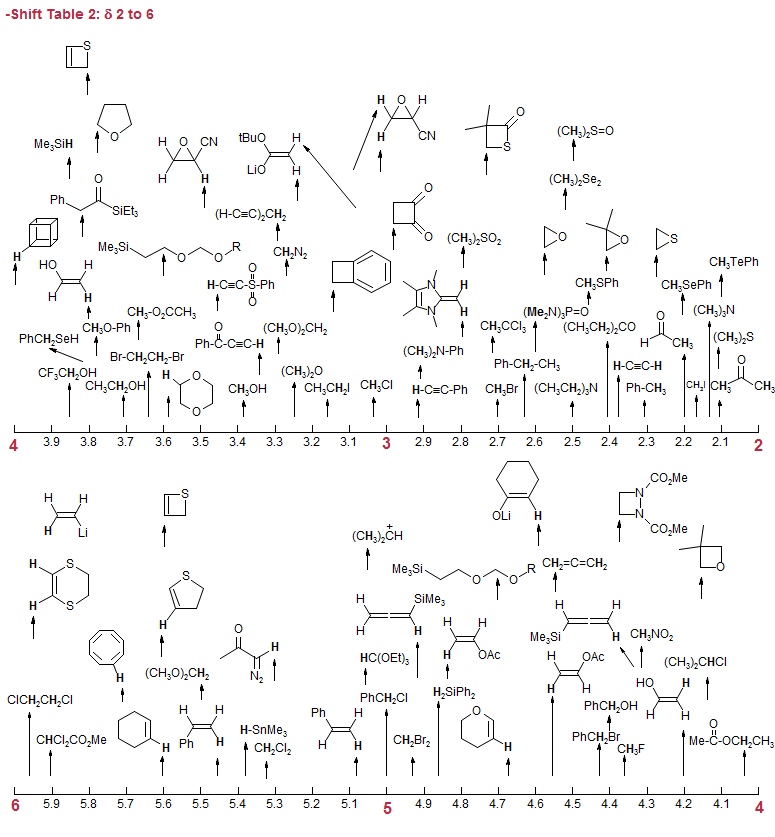 -Shift Table 2: δ 2 to 6
S
O
Me3SiH
H O CN
H H
tBuO H
LiO H
H O H
H CN
O
S
(CH3)2S=O
(CH3)2Se2
Ph O
SiEt3
(H-C≡C)2CH2
O
O
(CH3)2SO2
O
O
S
CH3TePh
H
Me3Si O O R
CH2N2
N
N
H
H
CH3SPh
CH3SePh
HO H
H H
H-C≡C-S-Ph
O
O
(Me2N)3P=O
(CH3)3N
CH3-O2CCH3
CH3O-Ph
(CH3O)2CH2
CH3CCl3
(CH3CH2)2CO
O
H CH3
(CH3)2S
PhCH2SeH
Br-CH2CH2-Br
O
Ph-C-C≡C-H
(CH3)2N-Ph
Ph-CH2-CH3
H-C≡C-H
O
CH3 CH3
CF3CH2OH
CH3CH2OH
H O
O
CH3OH
(CH3)2O
CH3CH2I
CH3Cl
H-C≡C-Ph
CH3Br
(CH3CH2)3N
Ph-CH3
CH3I
4 3.9 3.8 3.7 3.6 3.5 3.4 3.3 3.2 3.1 3 2.9 2.8 2.7 2.6 2.5 2.4 2.3 2.2 2.1 2
H H
H Li
S
OLi H
N CO2Me
N CO2Me
(CH3)2CH
+
H S
H S
S
H
Me3Si O O R
CH2=C=CH2
O
H SiMe3
H H
H H
H OAc
H H
Me3Si H
CH3NO2
H
O H
N2
(CH3O)2CH2
HC(OEt)3
H OAc
H H
(CH3)2CHCl
ClCH2CH2Cl
H H
Ph H
PhCH2Cl
H2SiPh2
PhCH2OH
HO H
H H
CHCl2CO2Me
H
H-SnMe3
CH2Cl2
Ph H
H H
CH2Br2
O
H
PhCH2Br
CH3F
O
Me-C-OCH2CH3
6 5.9 5.8 5.7 5.6 5.5 5.4 5.3 5.2 5.1 5 4.9 4.8 4.7 4.6 4.5 4.4 4.3 4.2 4.1 4